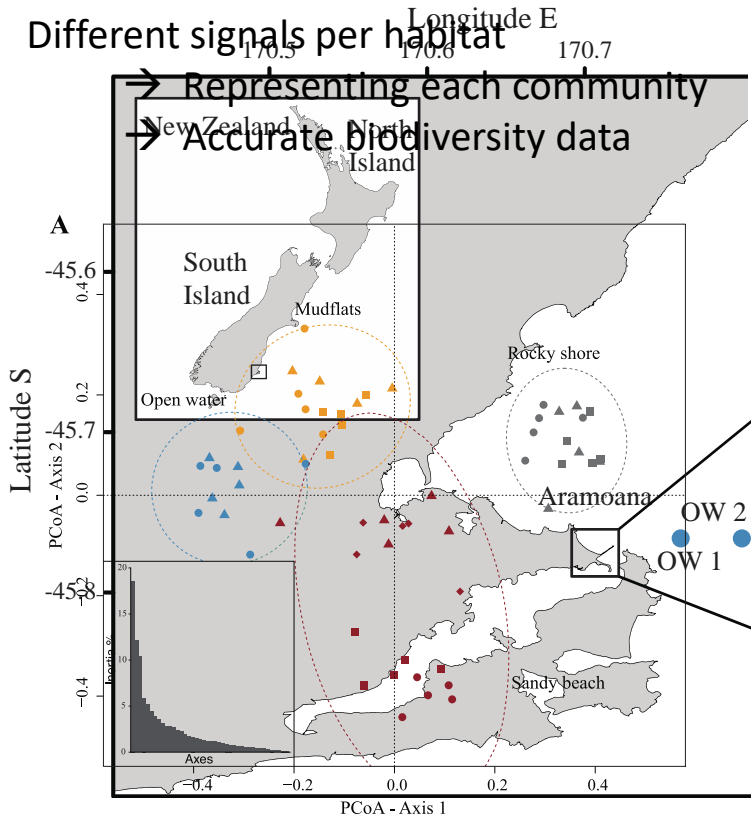 Longitude E
Different signals per habitat
170.5 170.6 170.7
→ Representing each community
→ Accurate biodiversity data
New Zealand
North
Island
A
South
Island
-45.6
0.4
Mudflats
Rocky shore
0.2
Open water
-45.7
Latitude S
PCoA - Axis 2
0.0
Aramoana
OW 2
OW 1
-45.8
−0.2
20
15
10
5
0
Inertia %
Axes
−0.4
Sandy beach
−0.4 −0.2 0.0 0.2 0.4
PCoA - Axis 1